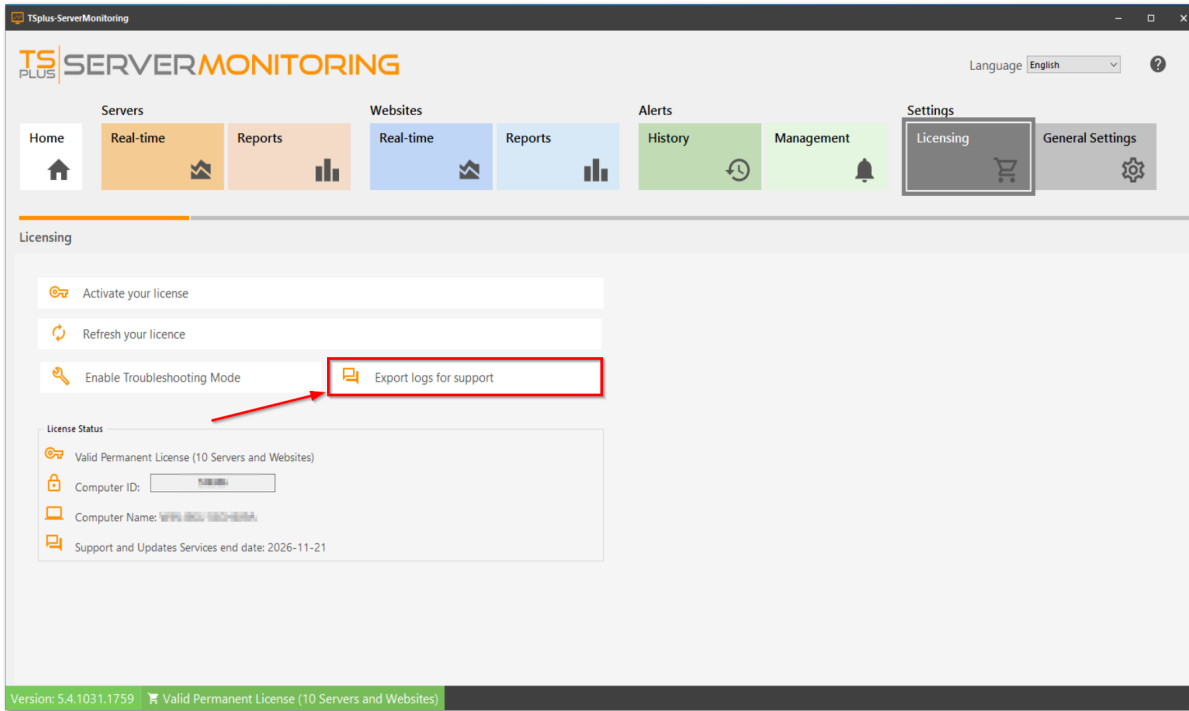 TSplus-ServerMonitoring
TS PLUS SERVERMONITORING
Language English
Servers
Websites
Alerts
Settings
Home
Real-time
Reports
Real-time
Reports
History
Management
Licensing
General Settings
Licensing
Activate your license
Refresh your licence
Enable Troubleshooting Mode
Export logs for support
License Status
Valid Permanent License (10 Servers and Websites)
Computer ID:
Computer Name:
Support and Updates Services end date: 2026-11-21
Version: 5.4.1031.1759 Valid Permanent License (10 Servers and Websites)